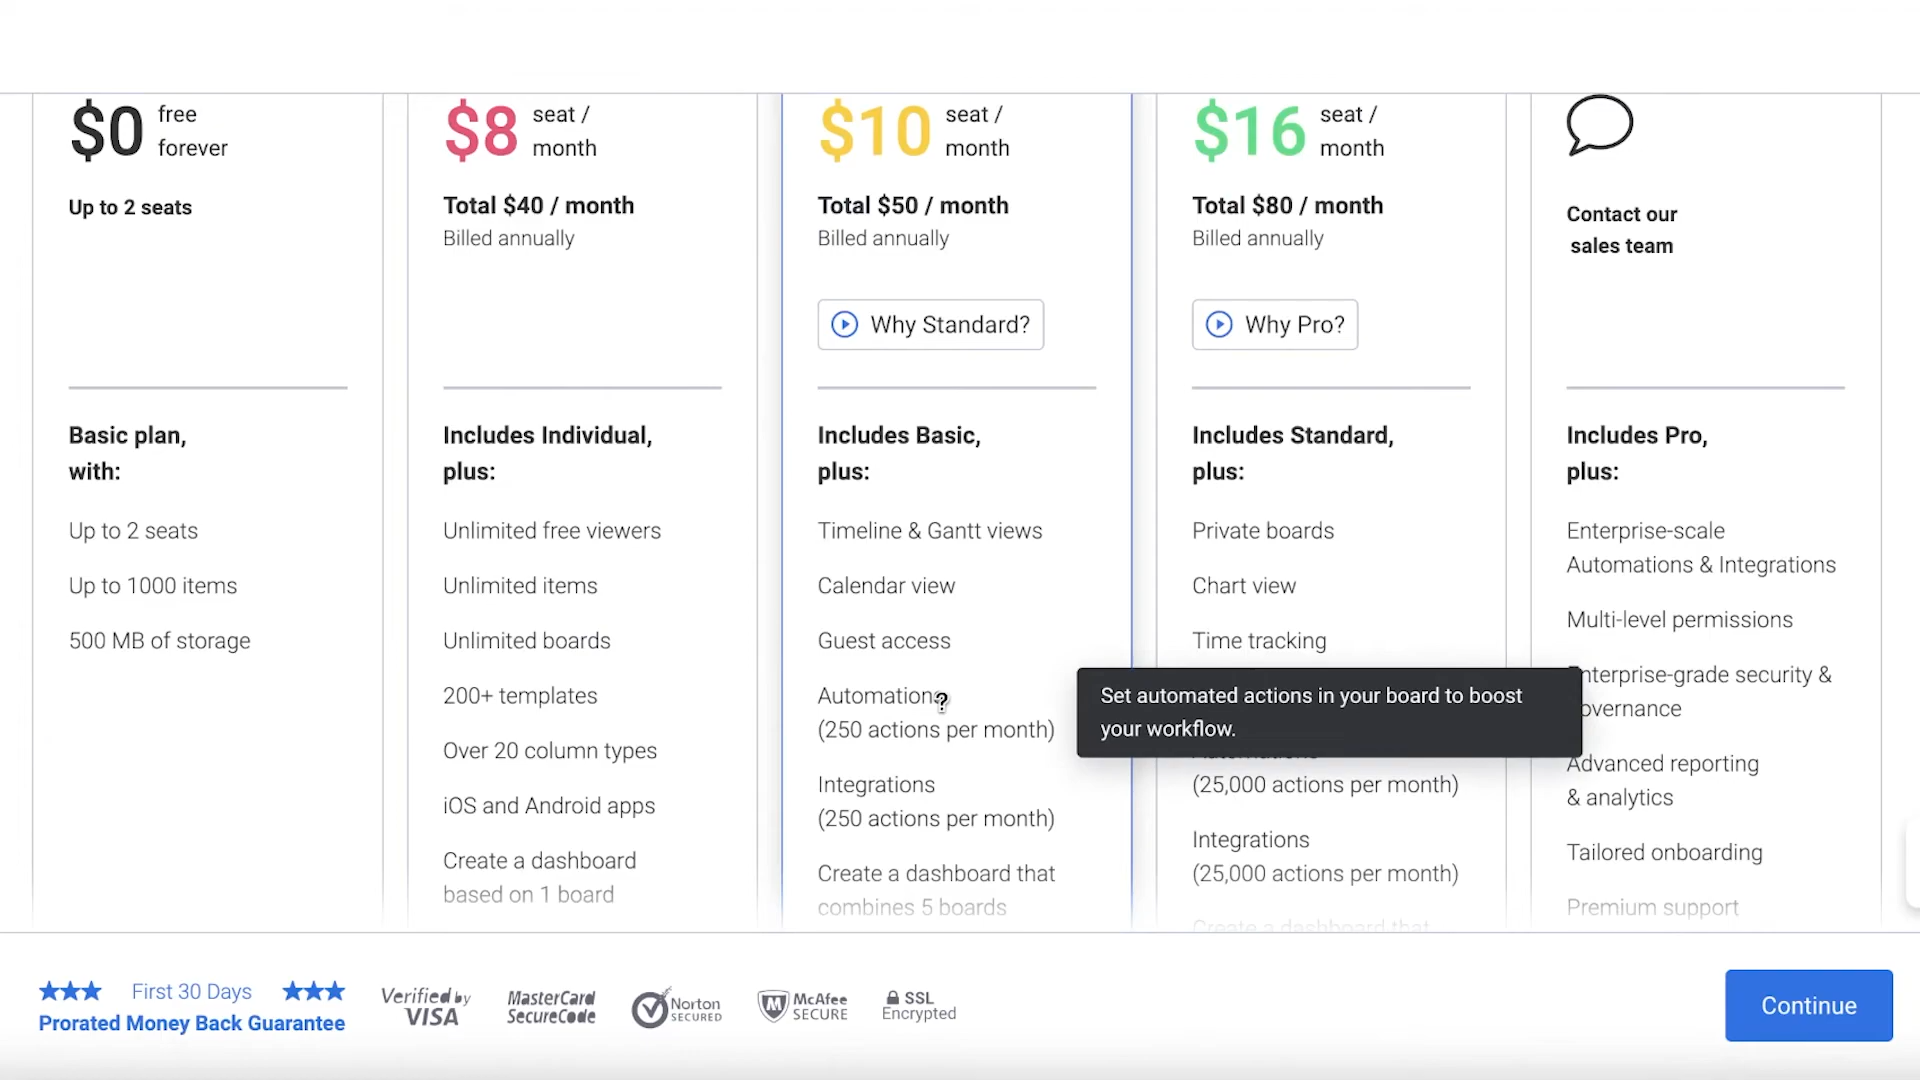 $0 free forever
Up to 2 seats
Basic plan,
with:
Up to 2 seats
Up to 1000 items
500 MB of storage
$8 seat / month
Total $40 / month
Billed annually
Includes Individual,
plus:
Unlimited free viewers
Unlimited items
Unlimited boards
200+ templates
Over 20 column types
iOS and Android apps
Create a dashboard
based on 1 board
$10 seat / month
Total $50 / month
Billed annually
Why Standard?
Includes Basic,
plus:
Timeline & Gantt views
Calendar view
Guest access
Automations
(250 actions per month)
Integrations
(250 actions per month)
Create a dashboard that
combines 5 boards
$16 seat / month
Total $80 / month
Billed annually
Why Pro?
Includes Standard,
plus:
Private boards
Chart view
Time tracking
Set automated actions in your board to boost
your workflow.
(25,000 actions per month)
Integrations
(25,000 actions per month)
Create a dashboard that
Contact our
sales team
Includes Pro,
plus:
Enterprise-scale
Automations & Integrations
Multi-level permissions
nterprise-grade security &
overnance
Advanced reporting
& analytics
Tailored onboarding
Premium support
First 30 Days
Prorated Money Back Guarantee
Verified by
VISA
MasterCard
SecureCode
Norton
SECURED
McAfee
SECURE
SSL
Encrypted
Continue